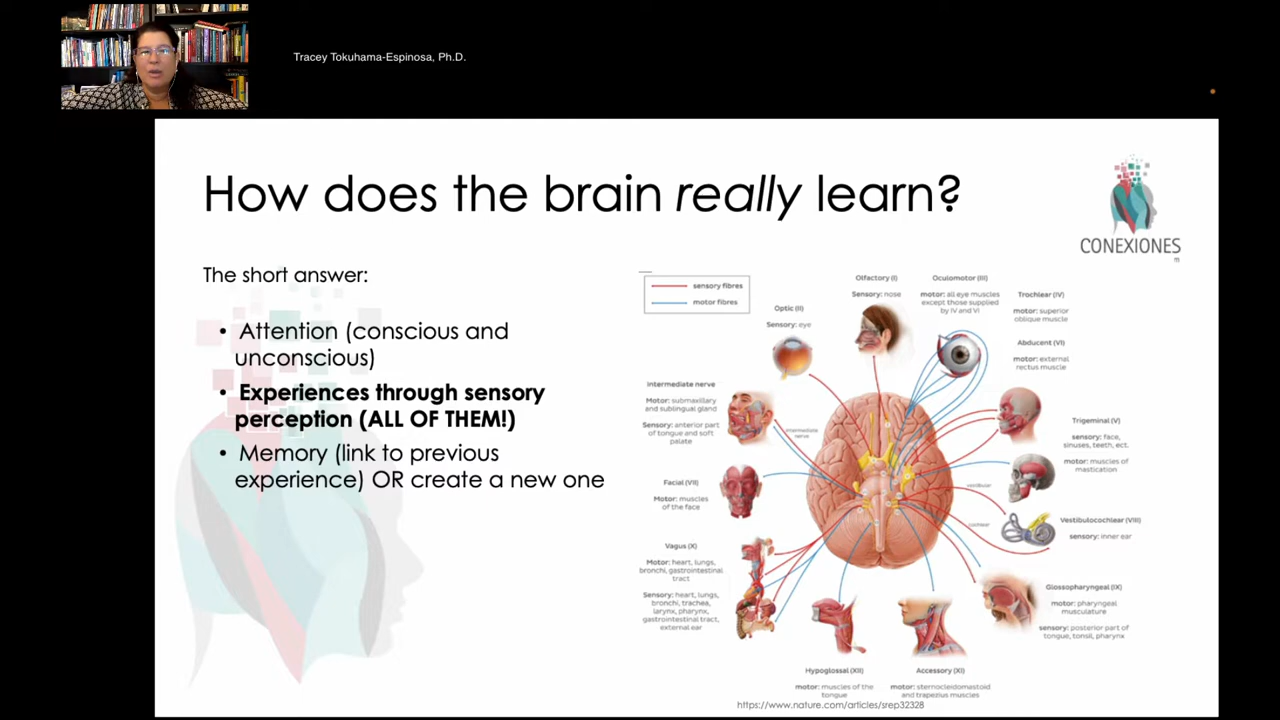 Tracey Tokuhama-Espinosa, Ph.D.
How does the brain really learn?
CONEXIONES
The short answer:
• Attention (conscious and
unconscious)
• Experiences through sensory
perception (ALL OF THEM!)
• Memory (link to previous
experience) OR create a new one
sensory fibres
motor fibres
Optic (II)
Sensory: eye
Olfactory (I)
Sensory: nose
Oculomotor (III)
motor: all eye muscles
except those supplied
by IV and VI
Trochlear (IV)
motor: superior
oblique muscle
Abducent (VI)
motor: external
rectus muscle
Intermediate nerve
Motor: submaxillary
and sublingual gland
Sensory: anterior part
of tongue and soft
palate
intermediate
nerve
Trigeminal (V)
sensory: face,
sinuses, teeth, ect.
motor: muscles of
mastication
Facial (VII)
Motor: muscles
of the face
vestibular
cochlear
Vestibulocochlear (VIII)
sensory: inner ear
Vagus (X)
Motor: heart, lungs,
bronchi, gastrointestinal
tract
Sensory: heart, lungs,
bronchi, trachea,
larynx, pharynx,
gastrointestinal tract,
external ear
Glossopharyngeal (IX)
motor: pharyngeal
musculature
sensory: posterior part of
tongue, tonsil, pharynx
Hypoglossal (XII)
motor: muscles of the
tongue
Accessory (XI)
motor: sternocleidomastoid
and trapezius muscles
https://www.nature.com/articles/srep32328